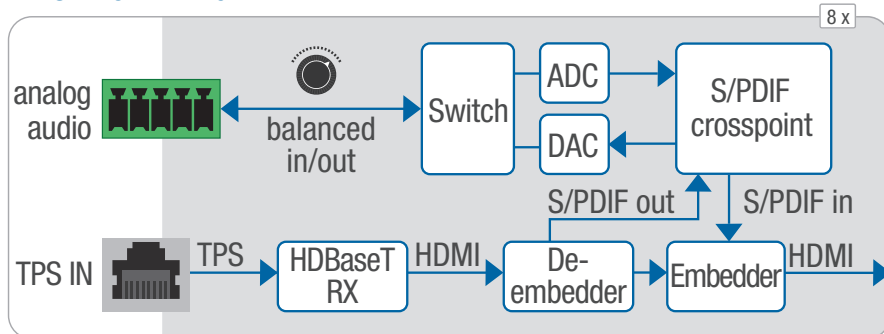 8 x
analog
audio
balanced
in/out
Switch
ADC
DAC
S/PDIF
crosspoint
S/PDIF out
S/PDIF in
TPS IN
TPS
HDBaseT
RX
HDMI
De-
embedder
Embedder
HDMI